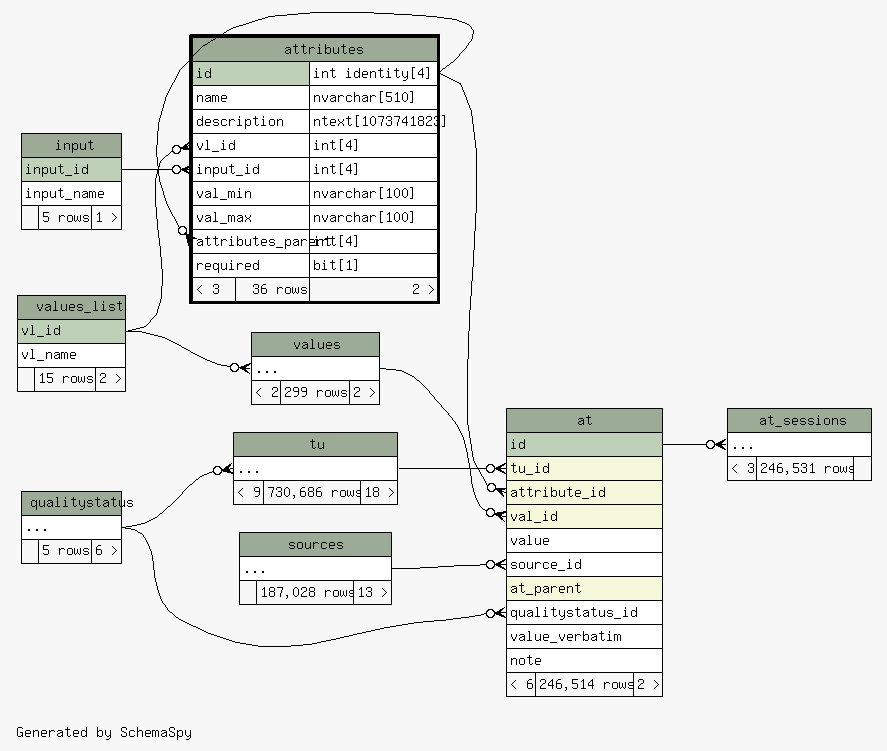 attributes
id int identity[4]
name nvarchar[510]
description ntext[1073741823]
vl_id int[4]
input_id int[4]
val_min nvarchar[100]
val_max nvarchar[100]
attributes_parent int[4]
required bit[1]
< 3 36 rows 2 >
input
input_id
input_name
5 rows 1 >
values_list
vl_id
vl_name
15 rows 2 >
values
...
< 2 299 rows 2 >
tu
...
< 9 730,686 rows 18 >
qualitystatus
...
5 rows 6 >
sources
...
187,028 rows 13 >
at
id
tu_id
attribute_id
val_id
value
source_id
at_parent
qualitystatus_id
value_verbatim
note
< 6 246,514 rows 2 >
at_sessions
...
< 3 246,531 rows
Generated by SchemaSpy